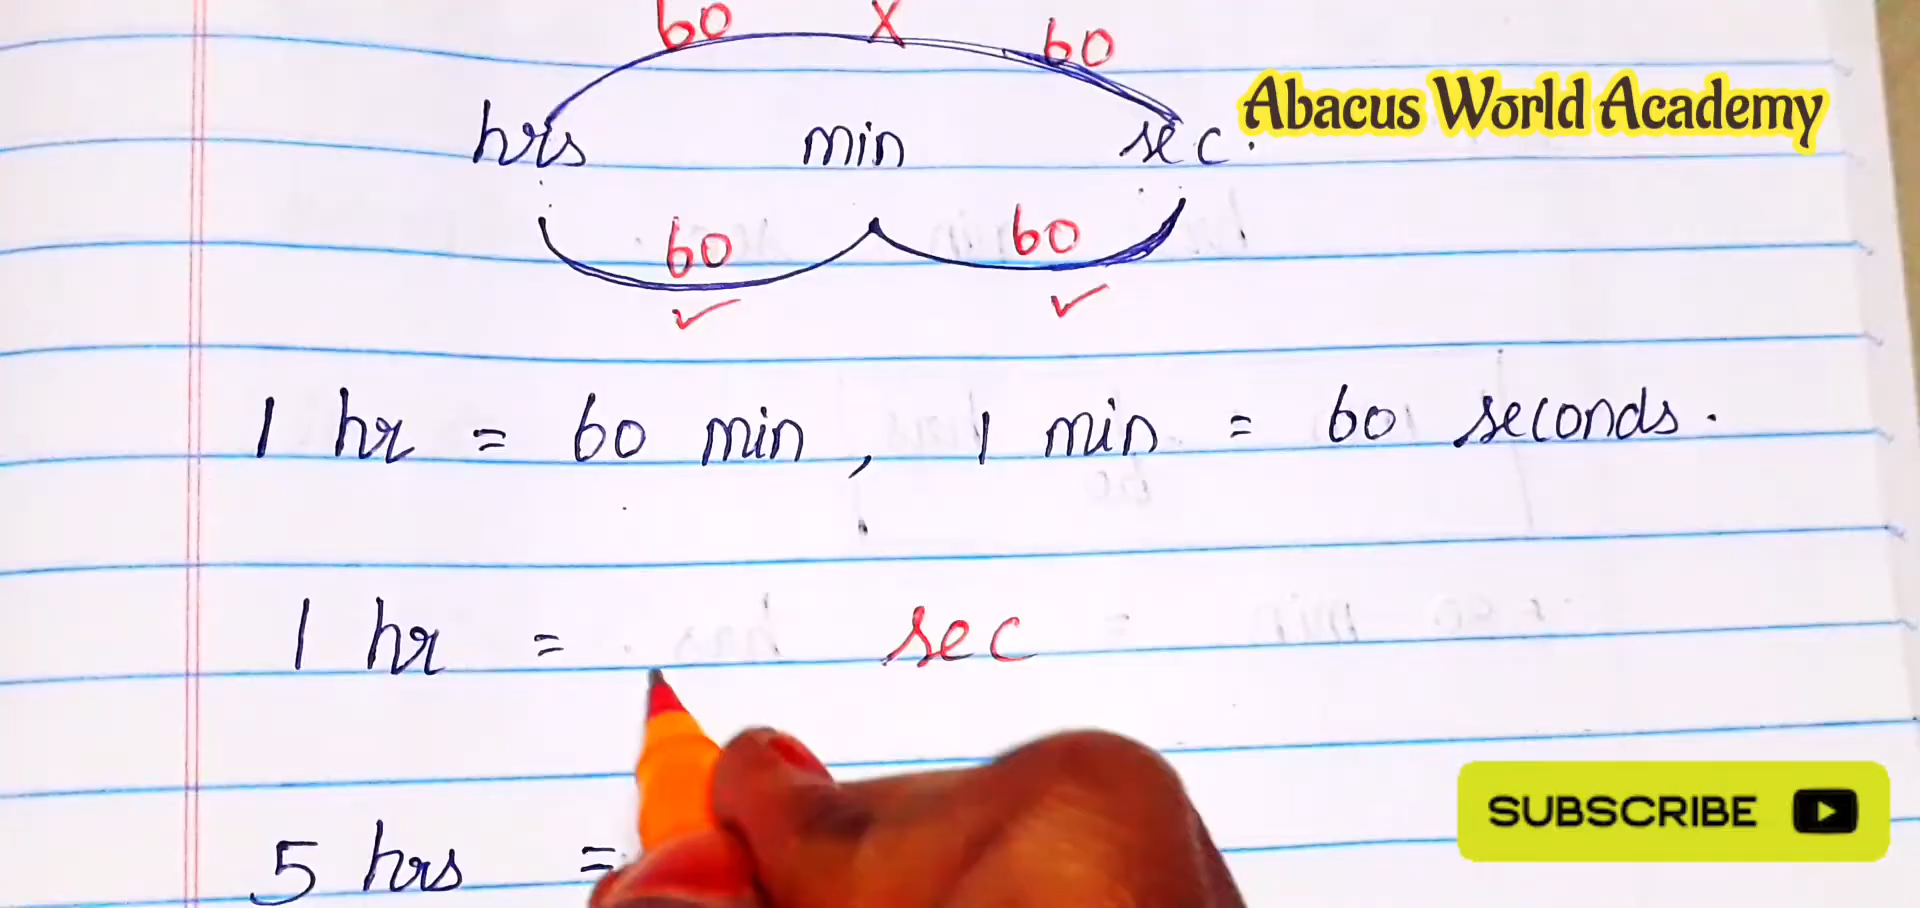 60 x 60
hrs min sec.
Abacus World Academy
60 60
1 hr = 60 min, 1 min = 60 seconds.
1 hr = sec
SUBSCRIBE
5 hrs =